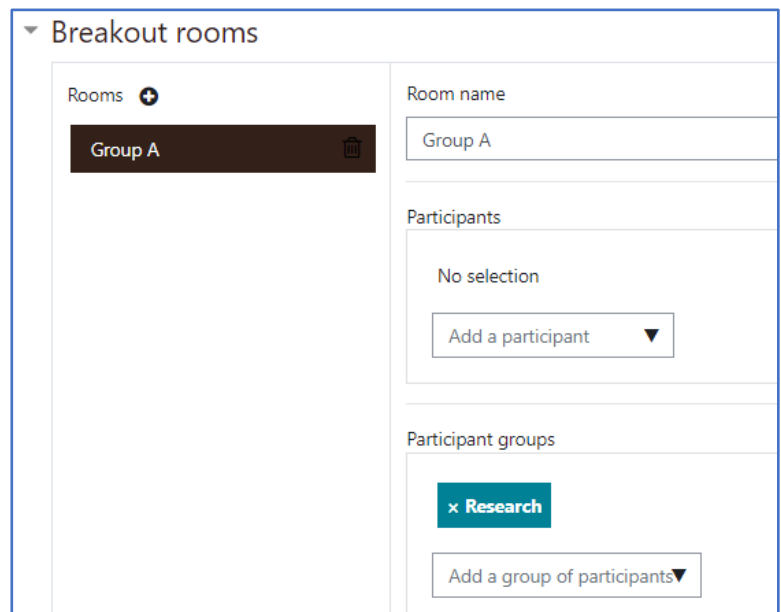 Breakout rooms
Rooms
Group A
Room name
Group A
Participants
No selection
Add a participant
Participant groups
× Research
Add a group of participants